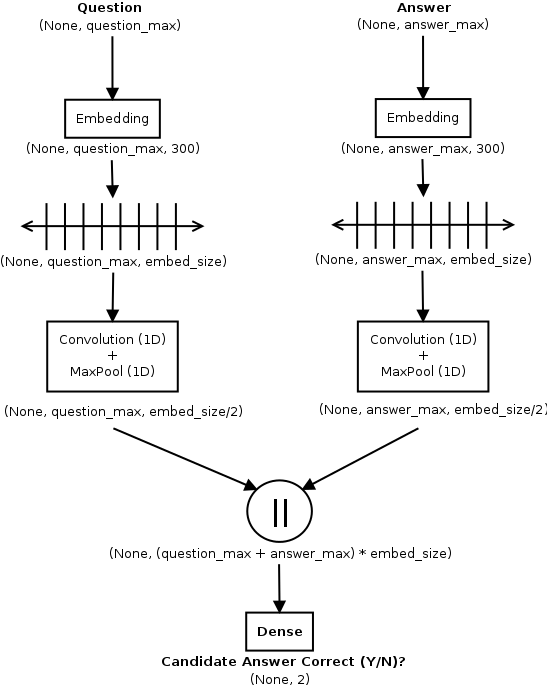 Question
(None, question_max)
Embedding
(None, question_max, 300)
(None, question_max, embed_size)
Convolution (1D)
+
MaxPool (1D)
(None, question_max, embed_size/2)
Answer
(None, answer_max)
Embedding
(None, answer_max, 300)
(None, answer_max, embed_size)
Convolution (1D)
+
MaxPool (1D)
(None, answer_max, embed_size/2)
||
(None, (question_max + answer_max) * embed_size)
Dense
Candidate Answer Correct (Y/N)?
(None, 2)